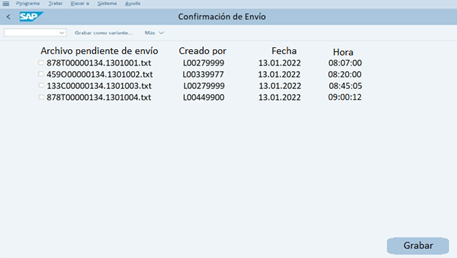 Programa Tratar Pasar a Sistema Ayuda
SAP Confirmación de Envío
Grabar como variante... Más
Archivo pendiente de envío Creado por Fecha Hora
878T00000134.1301001.txt L00279999 13.01.2022 08:07:00
459O00000134.1301002.txt L00339977 13.01.2022 08:20:00
133C00000134.1301003.txt L00279999 13.01.2022 08:45:05
878T00000134.1301004.txt L00449900 13.01.2022 09:00:12
Grabar